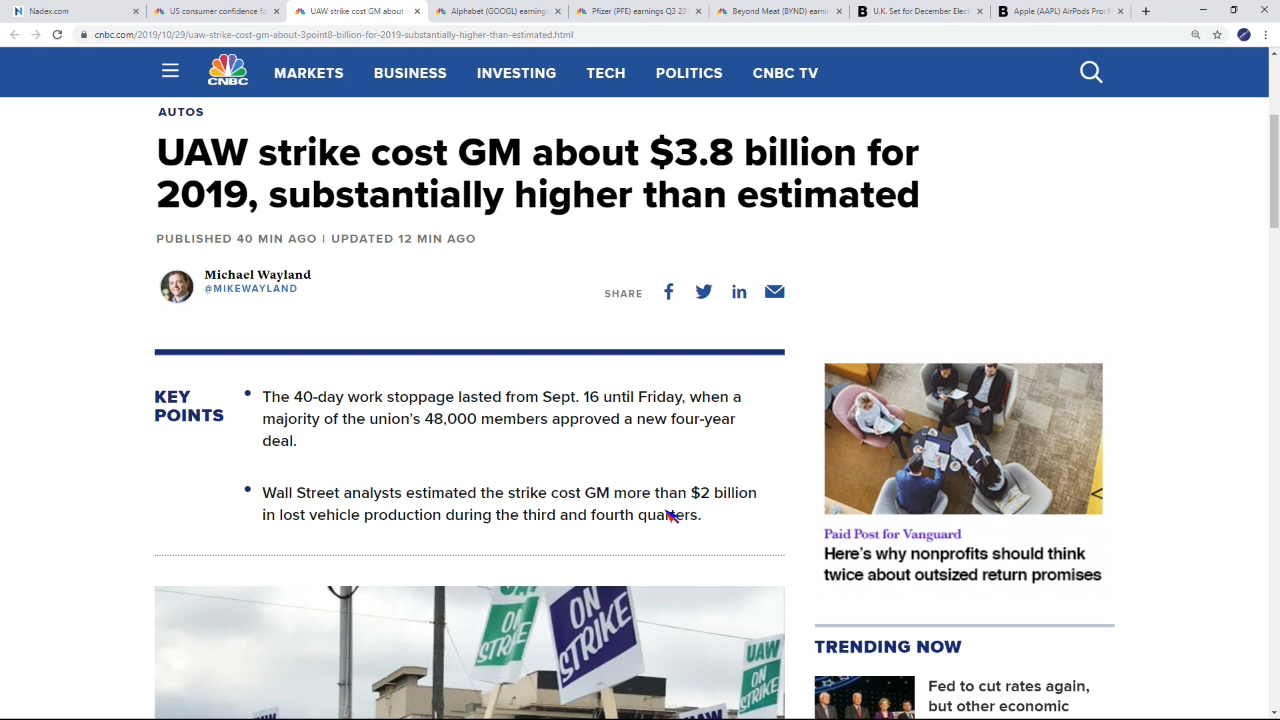 Nadex.com
US consumer confidence f
UAW strike cost GM about
Alphabet (GOOGL) earning
Pfizer (PFE) earnings Q3 20
Beyond Meat (BYND) earni
U.K. Set for December Elect
Apple (AAPL) AirPods Pro:
cnbc.com/2019/10/29/uaw-strike-cost-gm-about-3point8-billion-for-2019-substantially-higher-than-estimated.html
CNBC
MARKETS BUSINESS INVESTING TECH POLITICS CNBC TV
AUTOS
UAW strike cost GM about $3.8 billion for
2019, substantially higher than estimated
PUBLISHED 40 MIN AGO | UPDATED 12 MIN AGO
Michael Wayland
@MIKEWAYLAND
SHARE
KEY
POINTS
• The 40-day work stoppage lasted from Sept. 16 until Friday, when a
majority of the union’s 48,000 members approved a new four-year
deal.
• Wall Street analysts estimated the strike cost GM more than $2 billion
in lost vehicle production during the third and fourth quarters.
UAW
ON
STRIKE
ON
STRIKE
UAW
ON
STRIKE
UAW
Paid Post for Vanguard
Here’s why nonprofits should think
twice about outsized return promises
TRENDING NOW
Fed to cut rates again,
but other economic